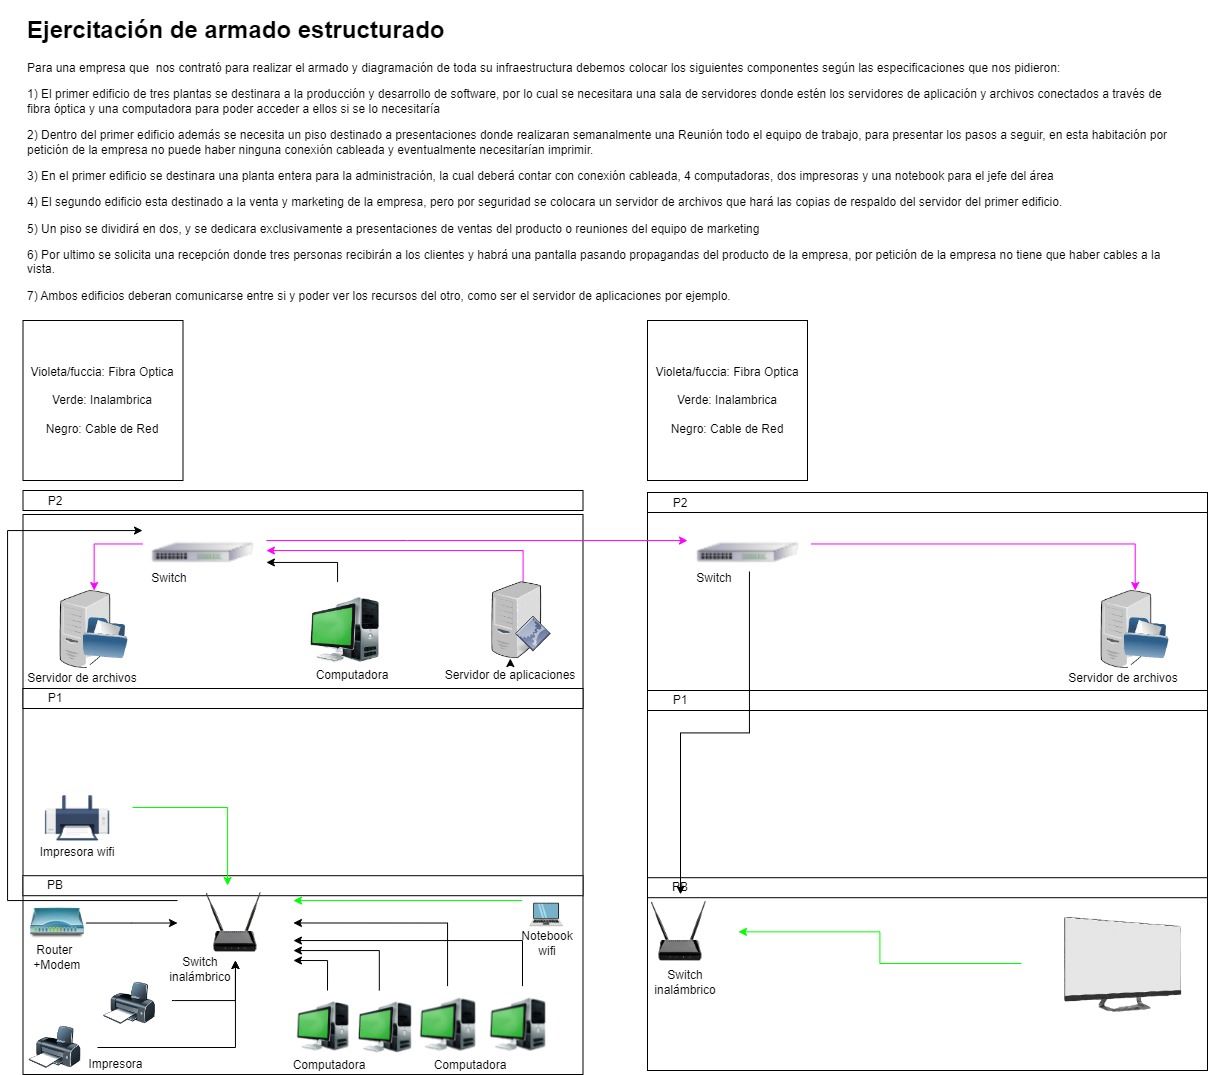 Ejercitación de armado estructurado
Para una empresa que  nos contrató para realizar el armado y diagramación de toda su infraestructura debemos colocar los siguientes componentes según las especificaciones que nos pidieron:
1) El primer edificio de tres plantas se destinara a la producción y desarrollo de software, por lo cual se necesitara una sala de servidores donde estén los servidores de aplicación y archivos conectados a través de
fibra óptica y una computadora para poder acceder a ellos si se lo necesitaría
2) Dentro del primer edificio además se necesita un piso destinado a presentaciones donde realizaran semanalmente una Reunión todo el equipo de trabajo, para presentar los pasos a seguir, en esta habitación por
petición de la empresa no puede haber ninguna conexión cableada y eventualmente necesitarían imprimir.
3) En el primer edificio se destinara una planta entera para la administración, la cual deberá contar con conexión cableada, 4 computadoras, dos impresoras y una notebook para el jefe del área
4) El segundo edificio esta destinado a la venta y marketing de la empresa, pero por seguridad se colocara un servidor de archivos que hará las copias de respaldo del servidor del primer edificio.
5) Un piso se dividirá en dos, y se dedicara exclusivamente a presentaciones de ventas del producto o reuniones del equipo de marketing
6) Por ultimo se solicita una recepción donde tres personas recibirán a los clientes y habrá una pantalla pasando propagandas del producto de la empresa, por petición de la empresa no tiene que haber cables a la
vista.
7) Ambos edificios deberan comunicarse entre si y poder ver los recursos del otro, como ser el servidor de aplicaciones por ejemplo.
Violeta/fuccia: Fibra Optica
Verde: Inalambrica
Negro: Cable de Red
Violeta/fuccia: Fibra Optica
Verde: Inalambrica
Negro: Cable de Red
P2
Switch
Servidor de archivos
Computadora
Servidor de aplicaciones
P1
Impresora wifi
PB
Router
+Modem
Switch
inalámbrico
Notebook
wifi
Impresora
Computadora
Computadora
P2
Switch
Servidor de archivos
P1
PB
Switch
inalámbrico